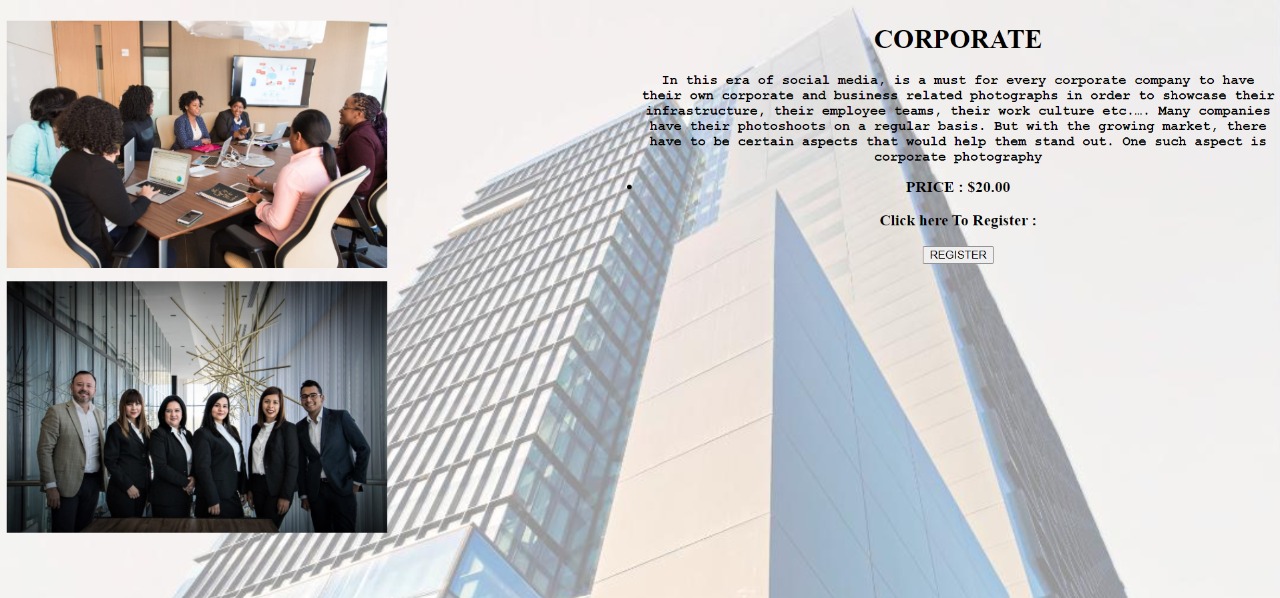 CORPORATE
In this era of social media, is a must for every corporate company to have
their own corporate and business related photographs in order to showcase their
infrastructure, their employee teams, their work culture etc..... Many companies
have their photoshoots on a regular basis. But with the growing market, there
have to be certain aspects that would help them stand out. One such aspect is
corporate photography
PRICE : $20.00
Click here To Register :
REGISTER